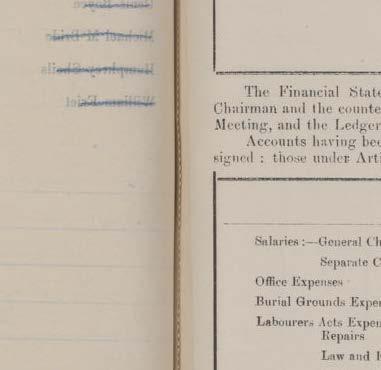 The Financial State
Chairman and the counte
Meeting, and the Ledger
Accounts having bee
signed : those under Arti
Salaries :—General Ch
Separate C
Office Expenses
Burial Grounds Expe
Labourers Acts Expen
Repairs
Law and